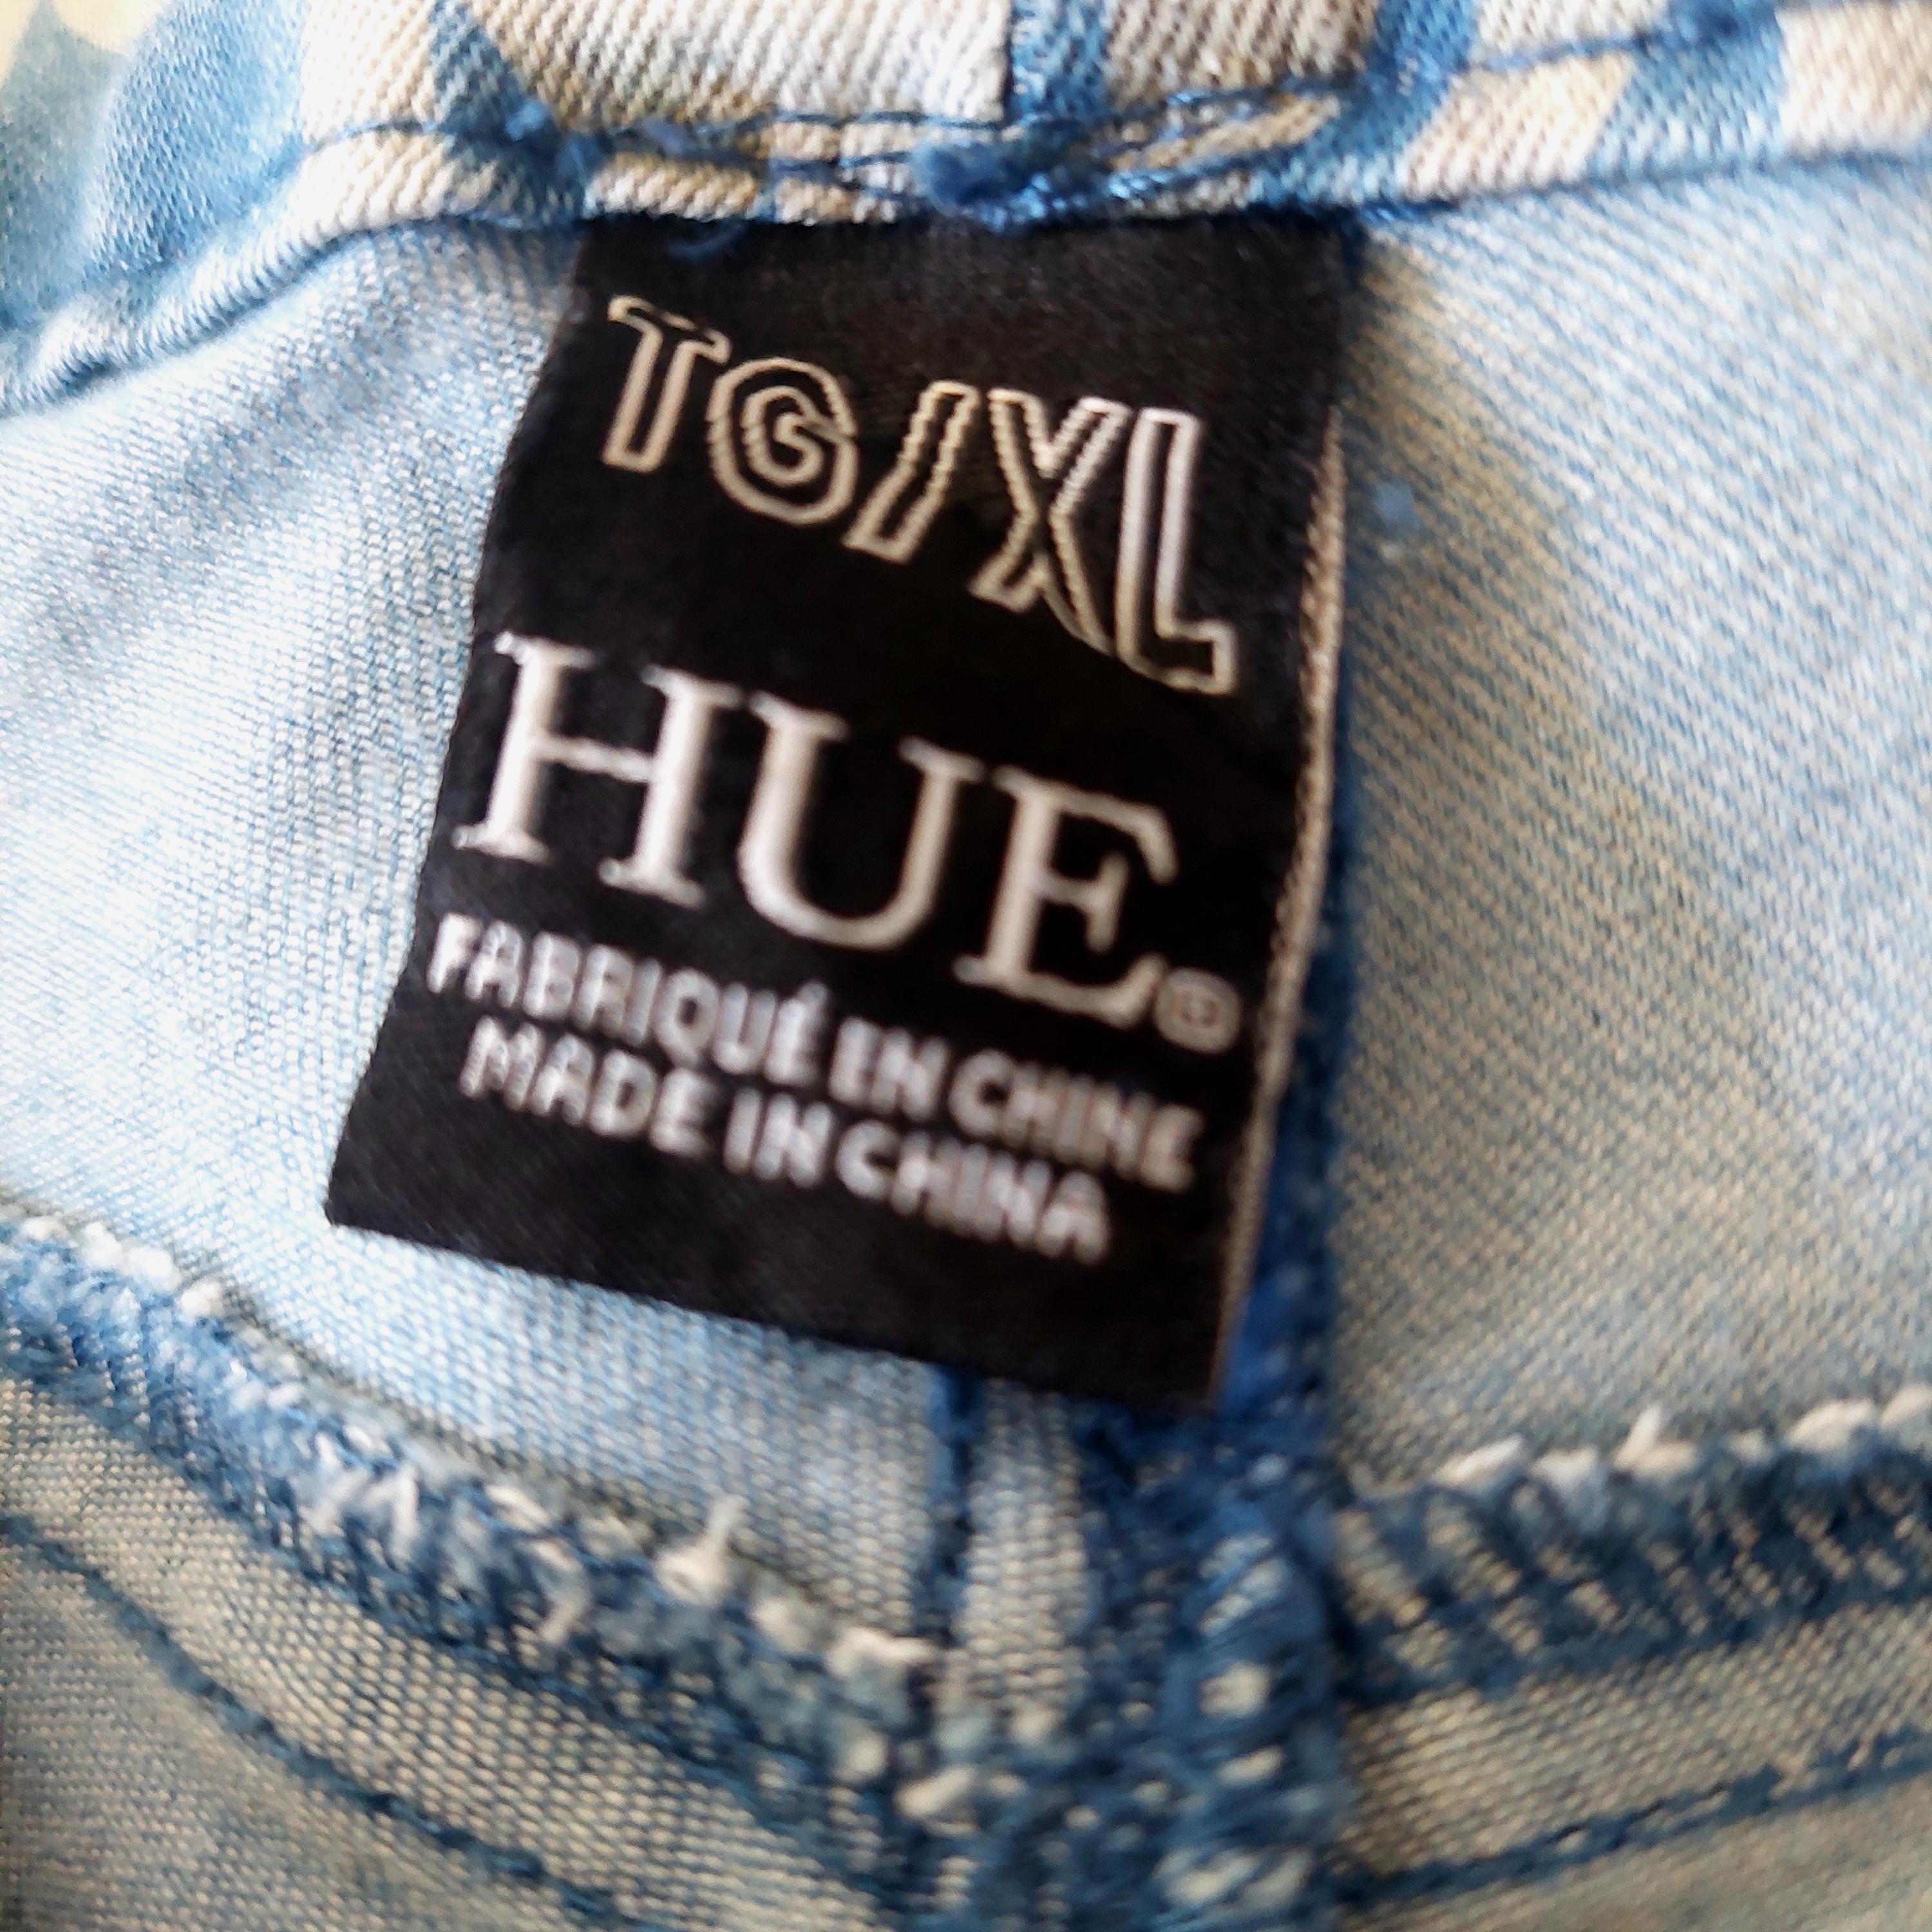 TG/XL
HUE®
FABRIQUÉ EN CHINE
MADE IN CHINA